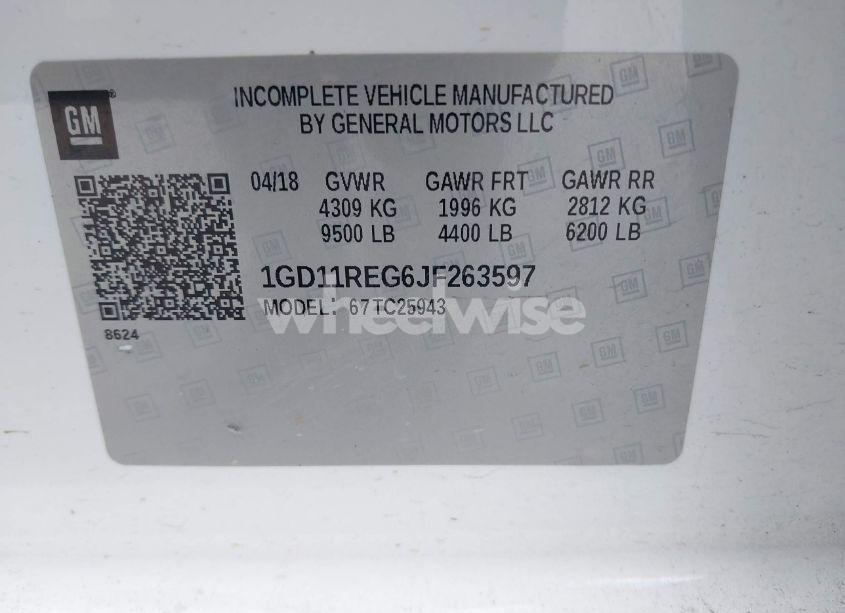 GM
INCOMPLETE VEHICLE MANUFACTURED
BY GENERAL MOTORS LLC
04/18 GVWR GAWR FRT GAWR RR
4309 KG 1996 KG 2812 KG
9500 LB 4400 LB 6200 LB
1GD11REG6JF263597
MODEL: 67TC25943
wheelwise
8624